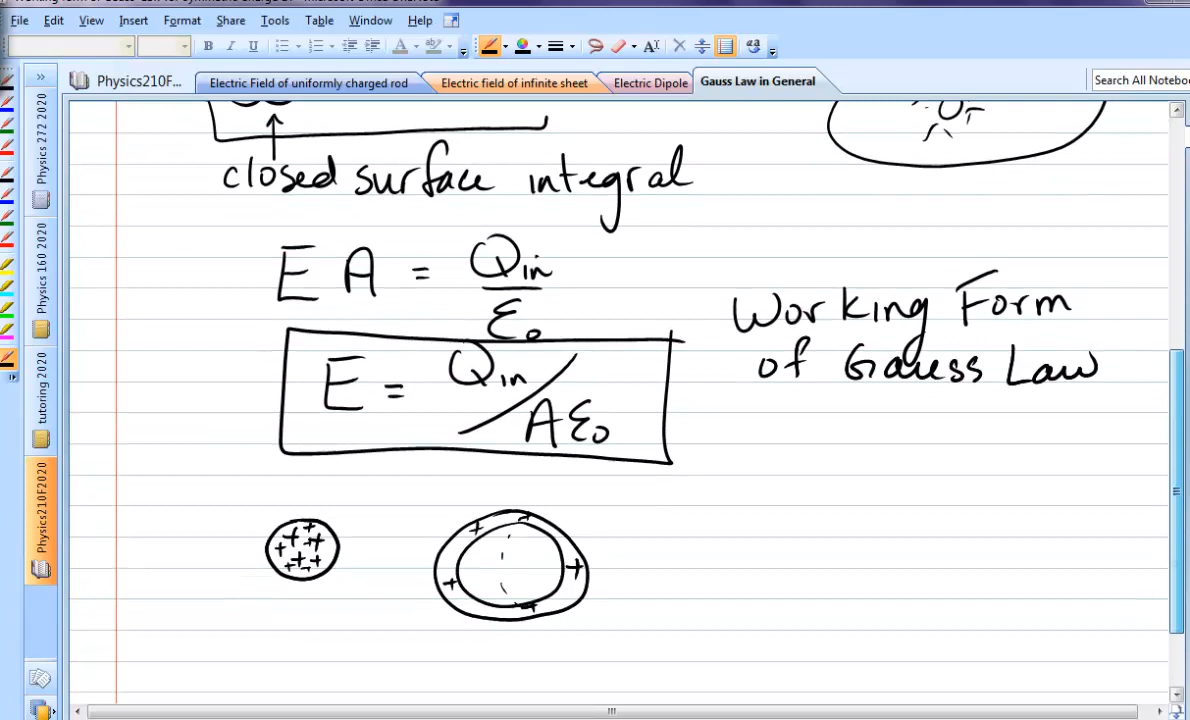 File Edit View Insert Format Share Tools Table Window Help
Physics210F... Electric Field of uniformly charged rod Electric field of infinite sheet Electric Dipole Gauss Law in General Search All Notebo
Physics 272 2020
Physics 160 2020
tutoring 2020
Physics210F2020
closed surface integral
E A = Qin / ε0
E = Qin / A ε0
Working Form
of Gauss Law